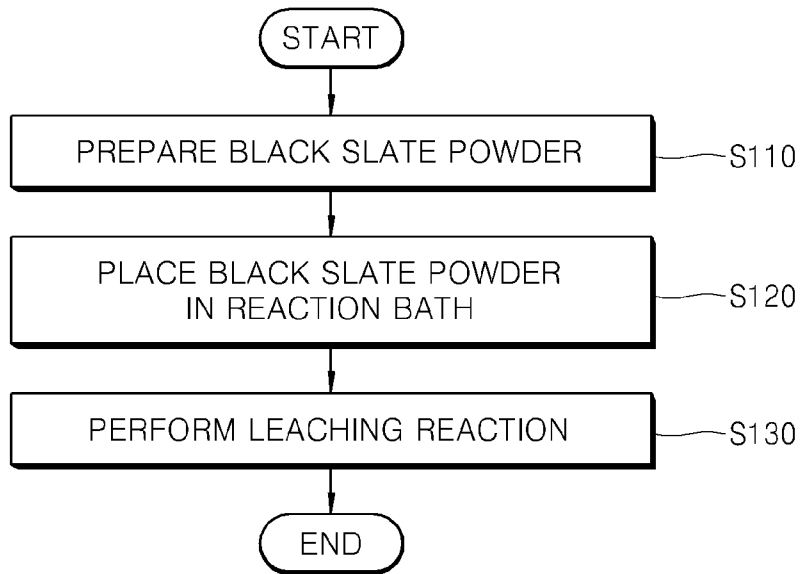 START
PREPARE BLACK SLATE POWDER
S110
PLACE BLACK SLATE POWDER
IN REACTION BATH
S120
PERFORM LEACHING REACTION
S130
END